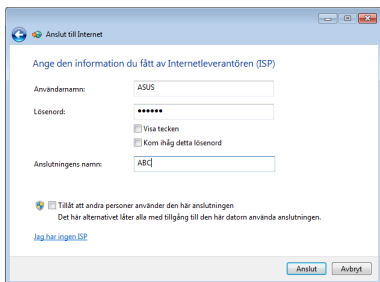 Anslut till Internet
Ange den information du fått av Internetleverantören (ISP)
Användarnamn: ASUS
Lösenord: ••••••
Visa tecken
Kom ihåg detta lösenord
Anslutningens namn: ABC
Tillåt att andra personer använder den här anslutningen
Det här alternativet låter alla med tillgång till den här datorn använda anslutningen.
Jag har ingen ISP
Anslut Avbryt